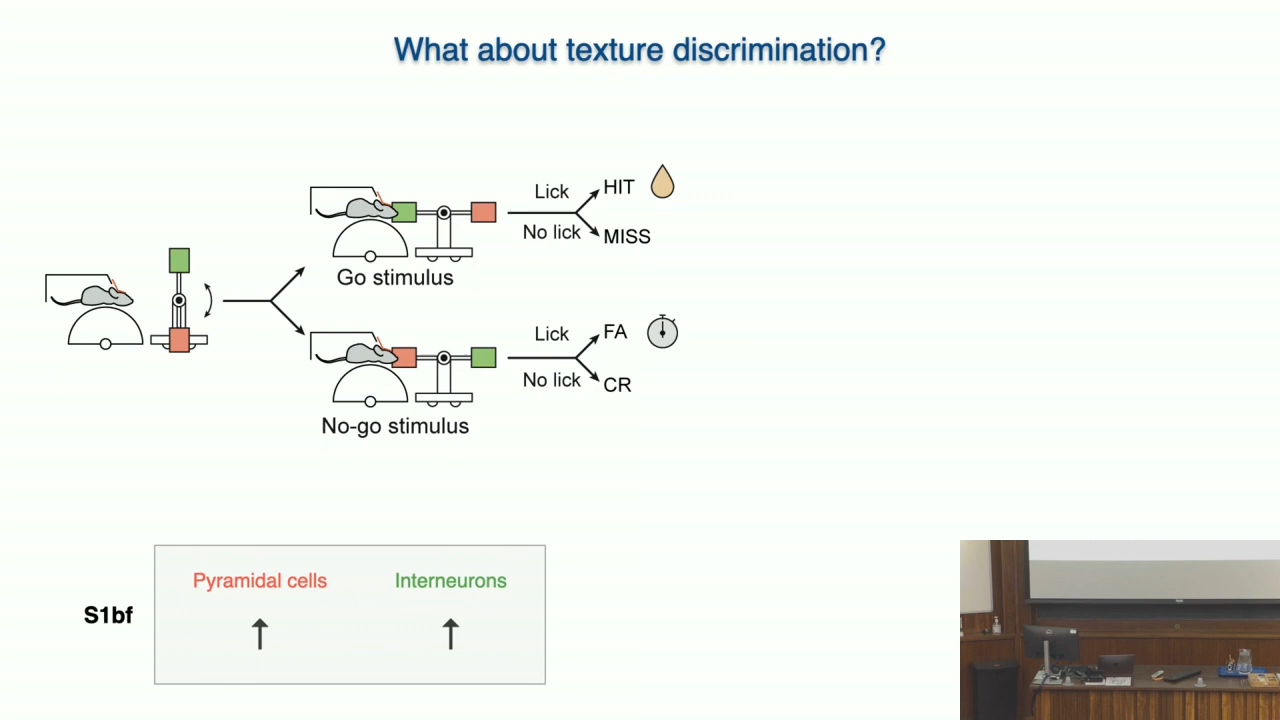 What about texture discrimination?
Lick
HIT
No lick
MISS
Go stimulus
Lick
FA
No lick
CR
No-go stimulus
Pyramidal cells
Interneurons
S1bf
↑
↑